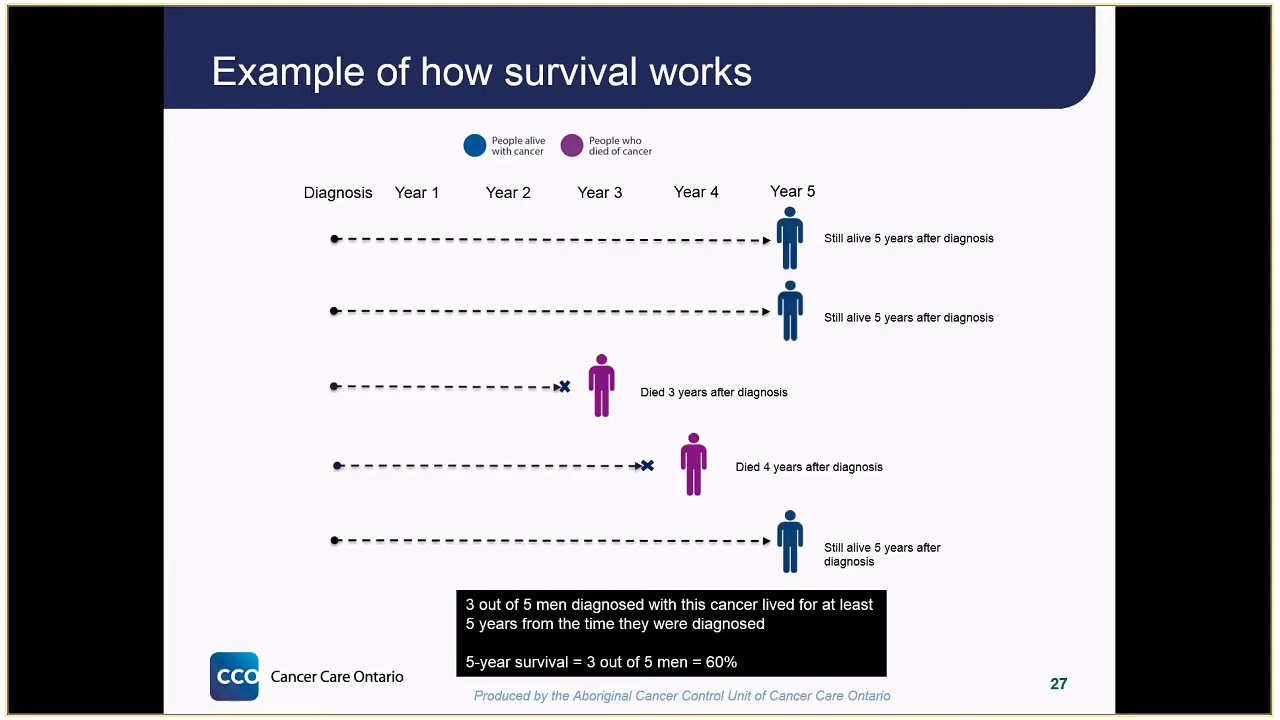 Example of how survival works
People alive
with cancer
People who
died of cancer
Diagnosis Year 1 Year 2 Year 3 Year 4 Year 5
Still alive 5 years after diagnosis
Still alive 5 years after diagnosis
Died 3 years after diagnosis
Died 4 years after diagnosis
Still alive 5 years after
diagnosis
3 out of 5 men diagnosed with this cancer lived for at least
5 years from the time they were diagnosed
5-year survival = 3 out of 5 men = 60%
CCO Cancer Care Ontario
Produced by the Aboriginal Cancer Control Unit of Cancer Care Ontario
27